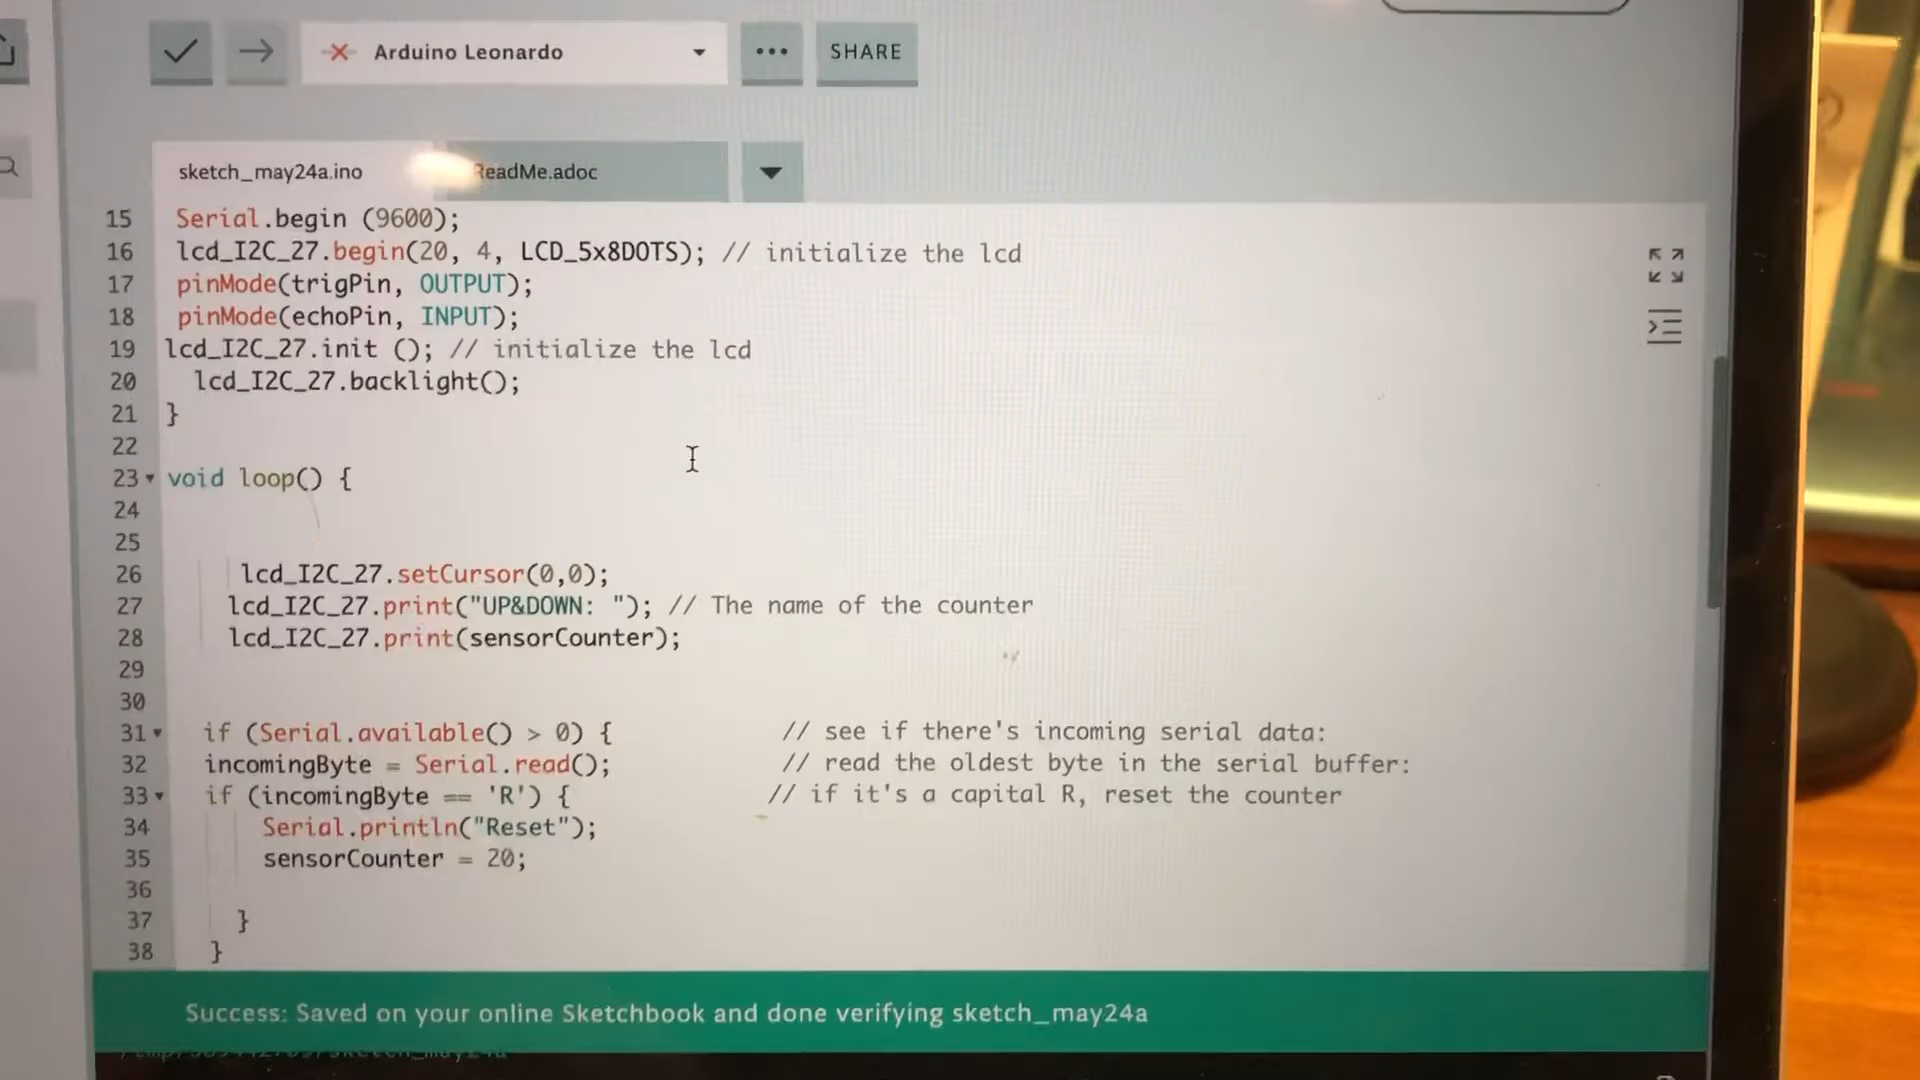 Arduino Leonardo
SHARE
sketch_may24a.ino
ReadMe.adoc
15 Serial.begin (9600);
16 lcd_I2C_27.begin(20, 4, LCD_5x8DOTS); // initialize the lcd
17 pinMode(trigPin, OUTPUT);
18 pinMode(echoPin, INPUT);
19 lcd_I2C_27.init (); // initialize the lcd
20 lcd_I2C_27.backlight();
21 }
22
23 void loop() {
24
25
26 lcd_I2C_27.setCursor(0,0);
27 lcd_I2C_27.print("UP&DOWN: "); // The name of the counter
28 lcd_I2C_27.print(sensorCounter);
29
30
31 if (Serial.available() > 0) { // see if there's incoming serial data:
32 incomingByte = Serial.read(); // read the oldest byte in the serial buffer:
33 if (incomingByte == 'R') { // if it's a capital R, reset the counter
34 Serial.println("Reset");
35 sensorCounter = 20;
36
37 }
38 }
Success: Saved on your online Sketchbook and done verifying sketch_may24a